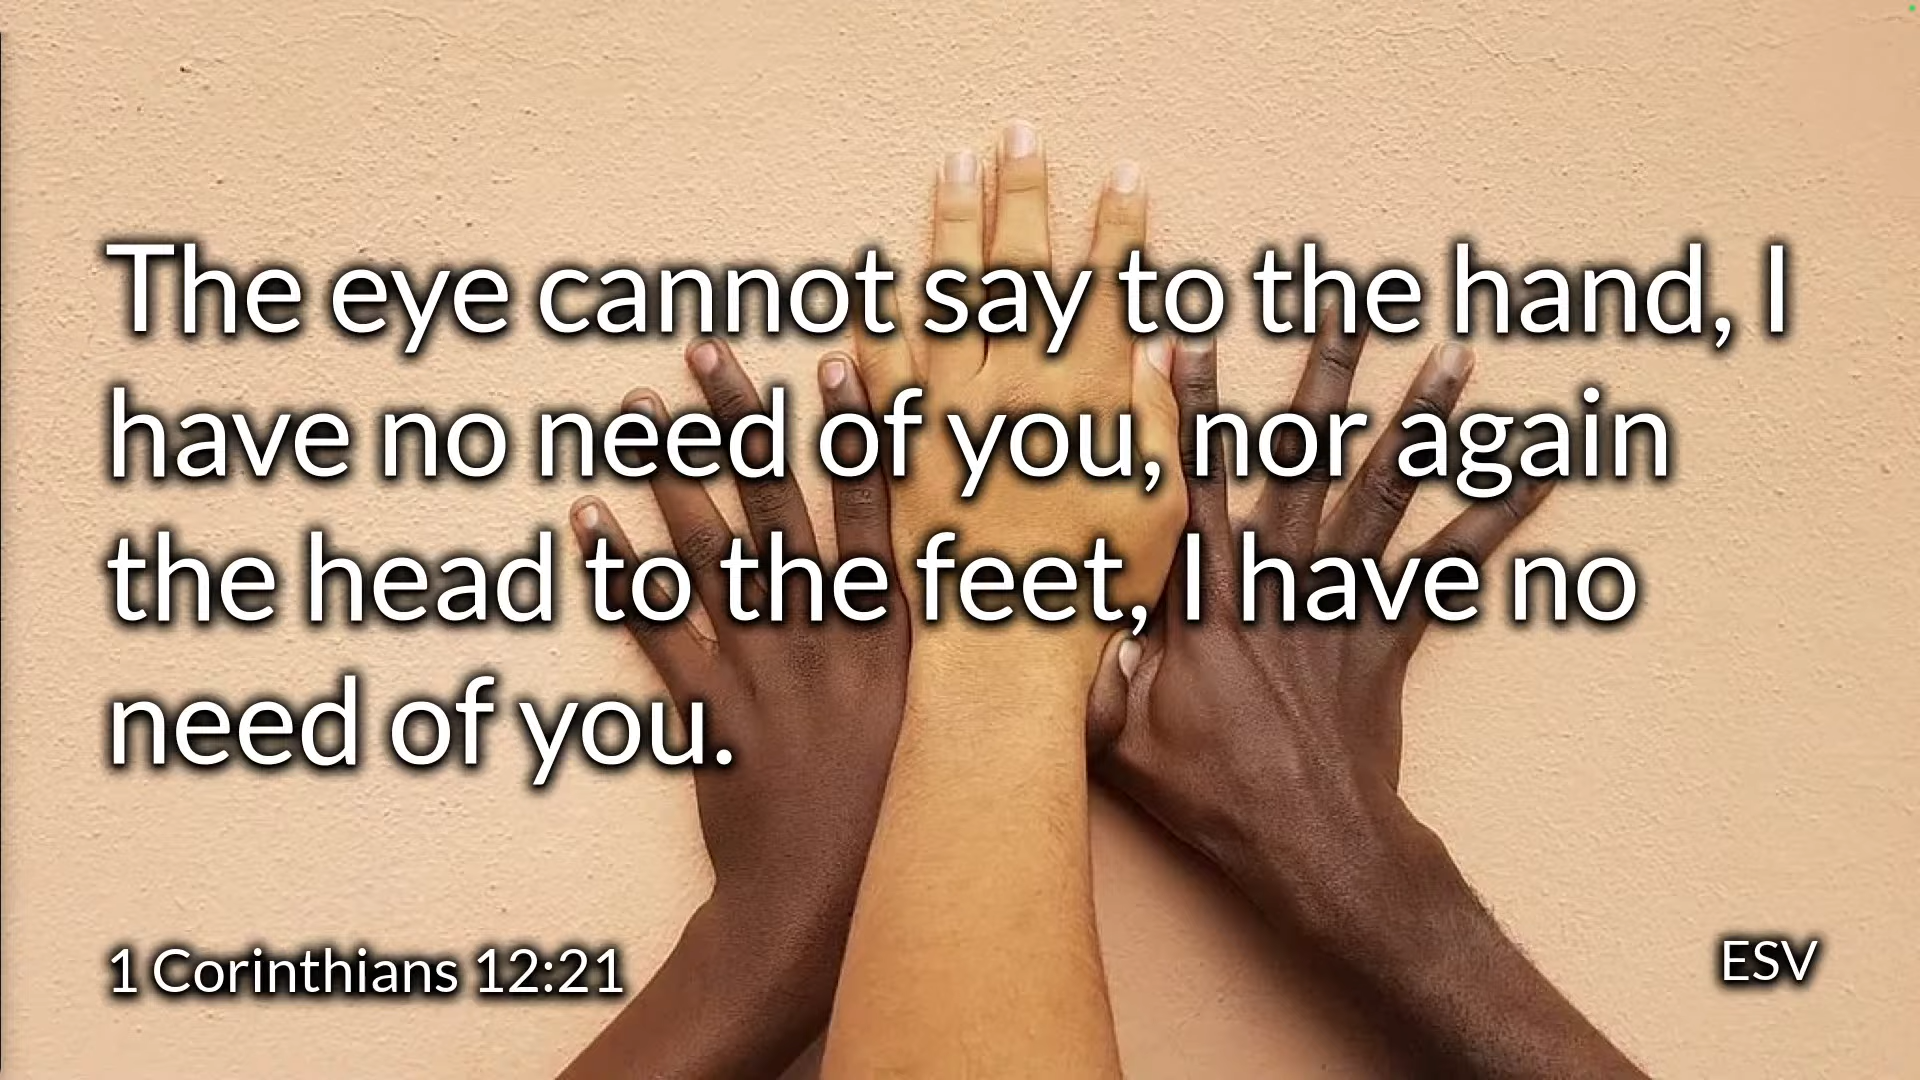 The eye cannot say to the hand, I
have no need of you, nor again
the head to the feet, I have no
need of you.
1 Corinthians 12:21
ESV